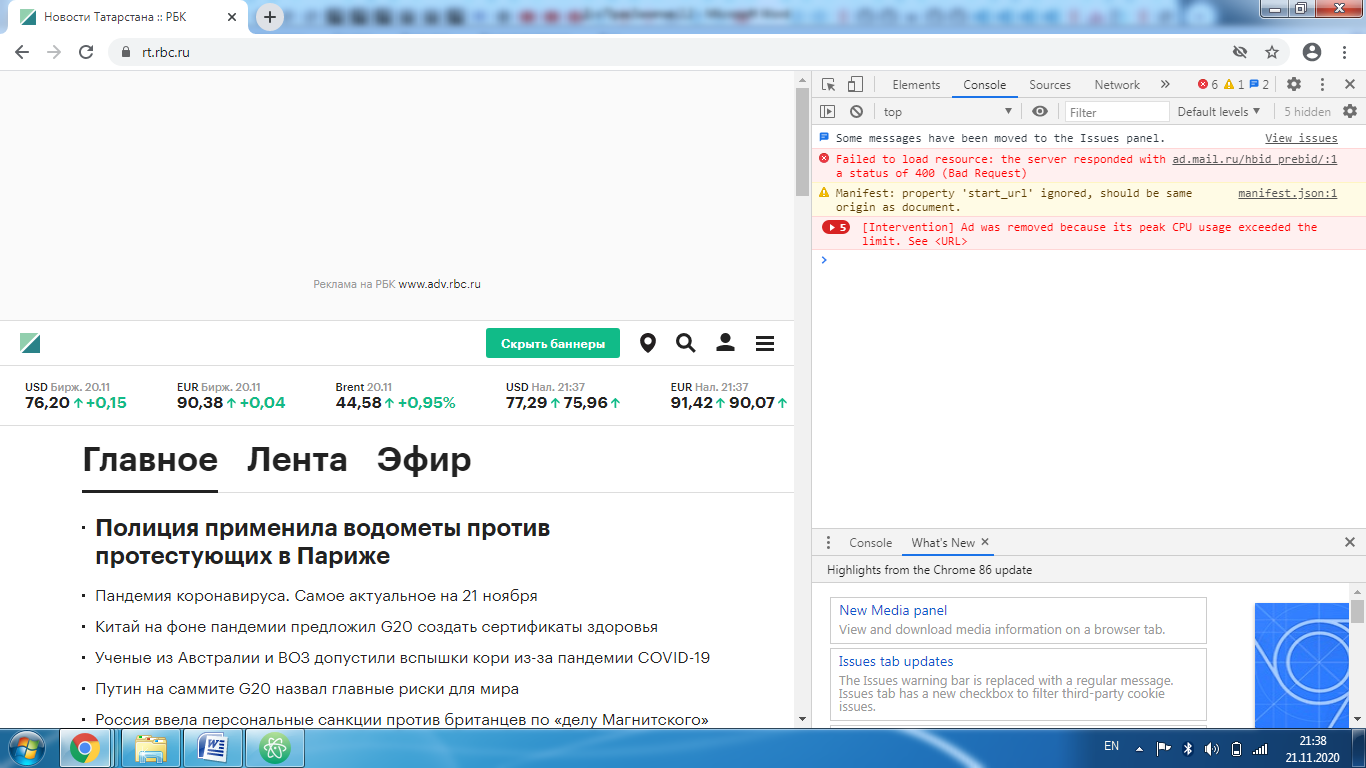 Новости Татарстана :: РБК
rt.rbc.ru
Реклама на РБК www.adv.rbc.ru
Скрыть баннеры
USD Бирж. 20.11 EUR Бирж. 20.11 Brent 20.11 USD Нал. 21:37 EUR Нал. 21:37
76,20 +0,15 90,38 +0,04 44,58 +0,95% 77,29 75,96 91,42 90,07
Главное Лента Эфир
Полиция применила водометы против
протестующих в Париже
Пандемия коронавируса. Самое актуальное на 21 ноября
Китай на фоне пандемии предложил G20 создать сертификаты здоровья
Ученые из Австралии и ВОЗ допустили вспышки кори из-за пандемии COVID-19
Путин на саммите G20 назвал главные риски для мира
Россия ввела персональные санкции против британцев по «делу Магнитского»
Elements Console Sources Network 6 1 2
top Filter Default levels 5 hidden
Some messages have been moved to the Issues panel. View issues
Failed to load resource: the server responded with ad.mail.ru/hbid_prebid/:1
a status of 400 (Bad Request)
Manifest: property 'start_url' ignored, should be same manifest.json:1
origin as document.
5 [Intervention] Ad was removed because its peak CPU usage exceeded the
limit. See <URL>
Console What's New
Highlights from the Chrome 86 update
New Media panel
View and download media information on a browser tab.
Issues tab updates
The Issues warning bar is replaced with a regular message.
Issues tab has a new checkbox to filter third-party cookie
issues.
EN 21:38
21.11.2020